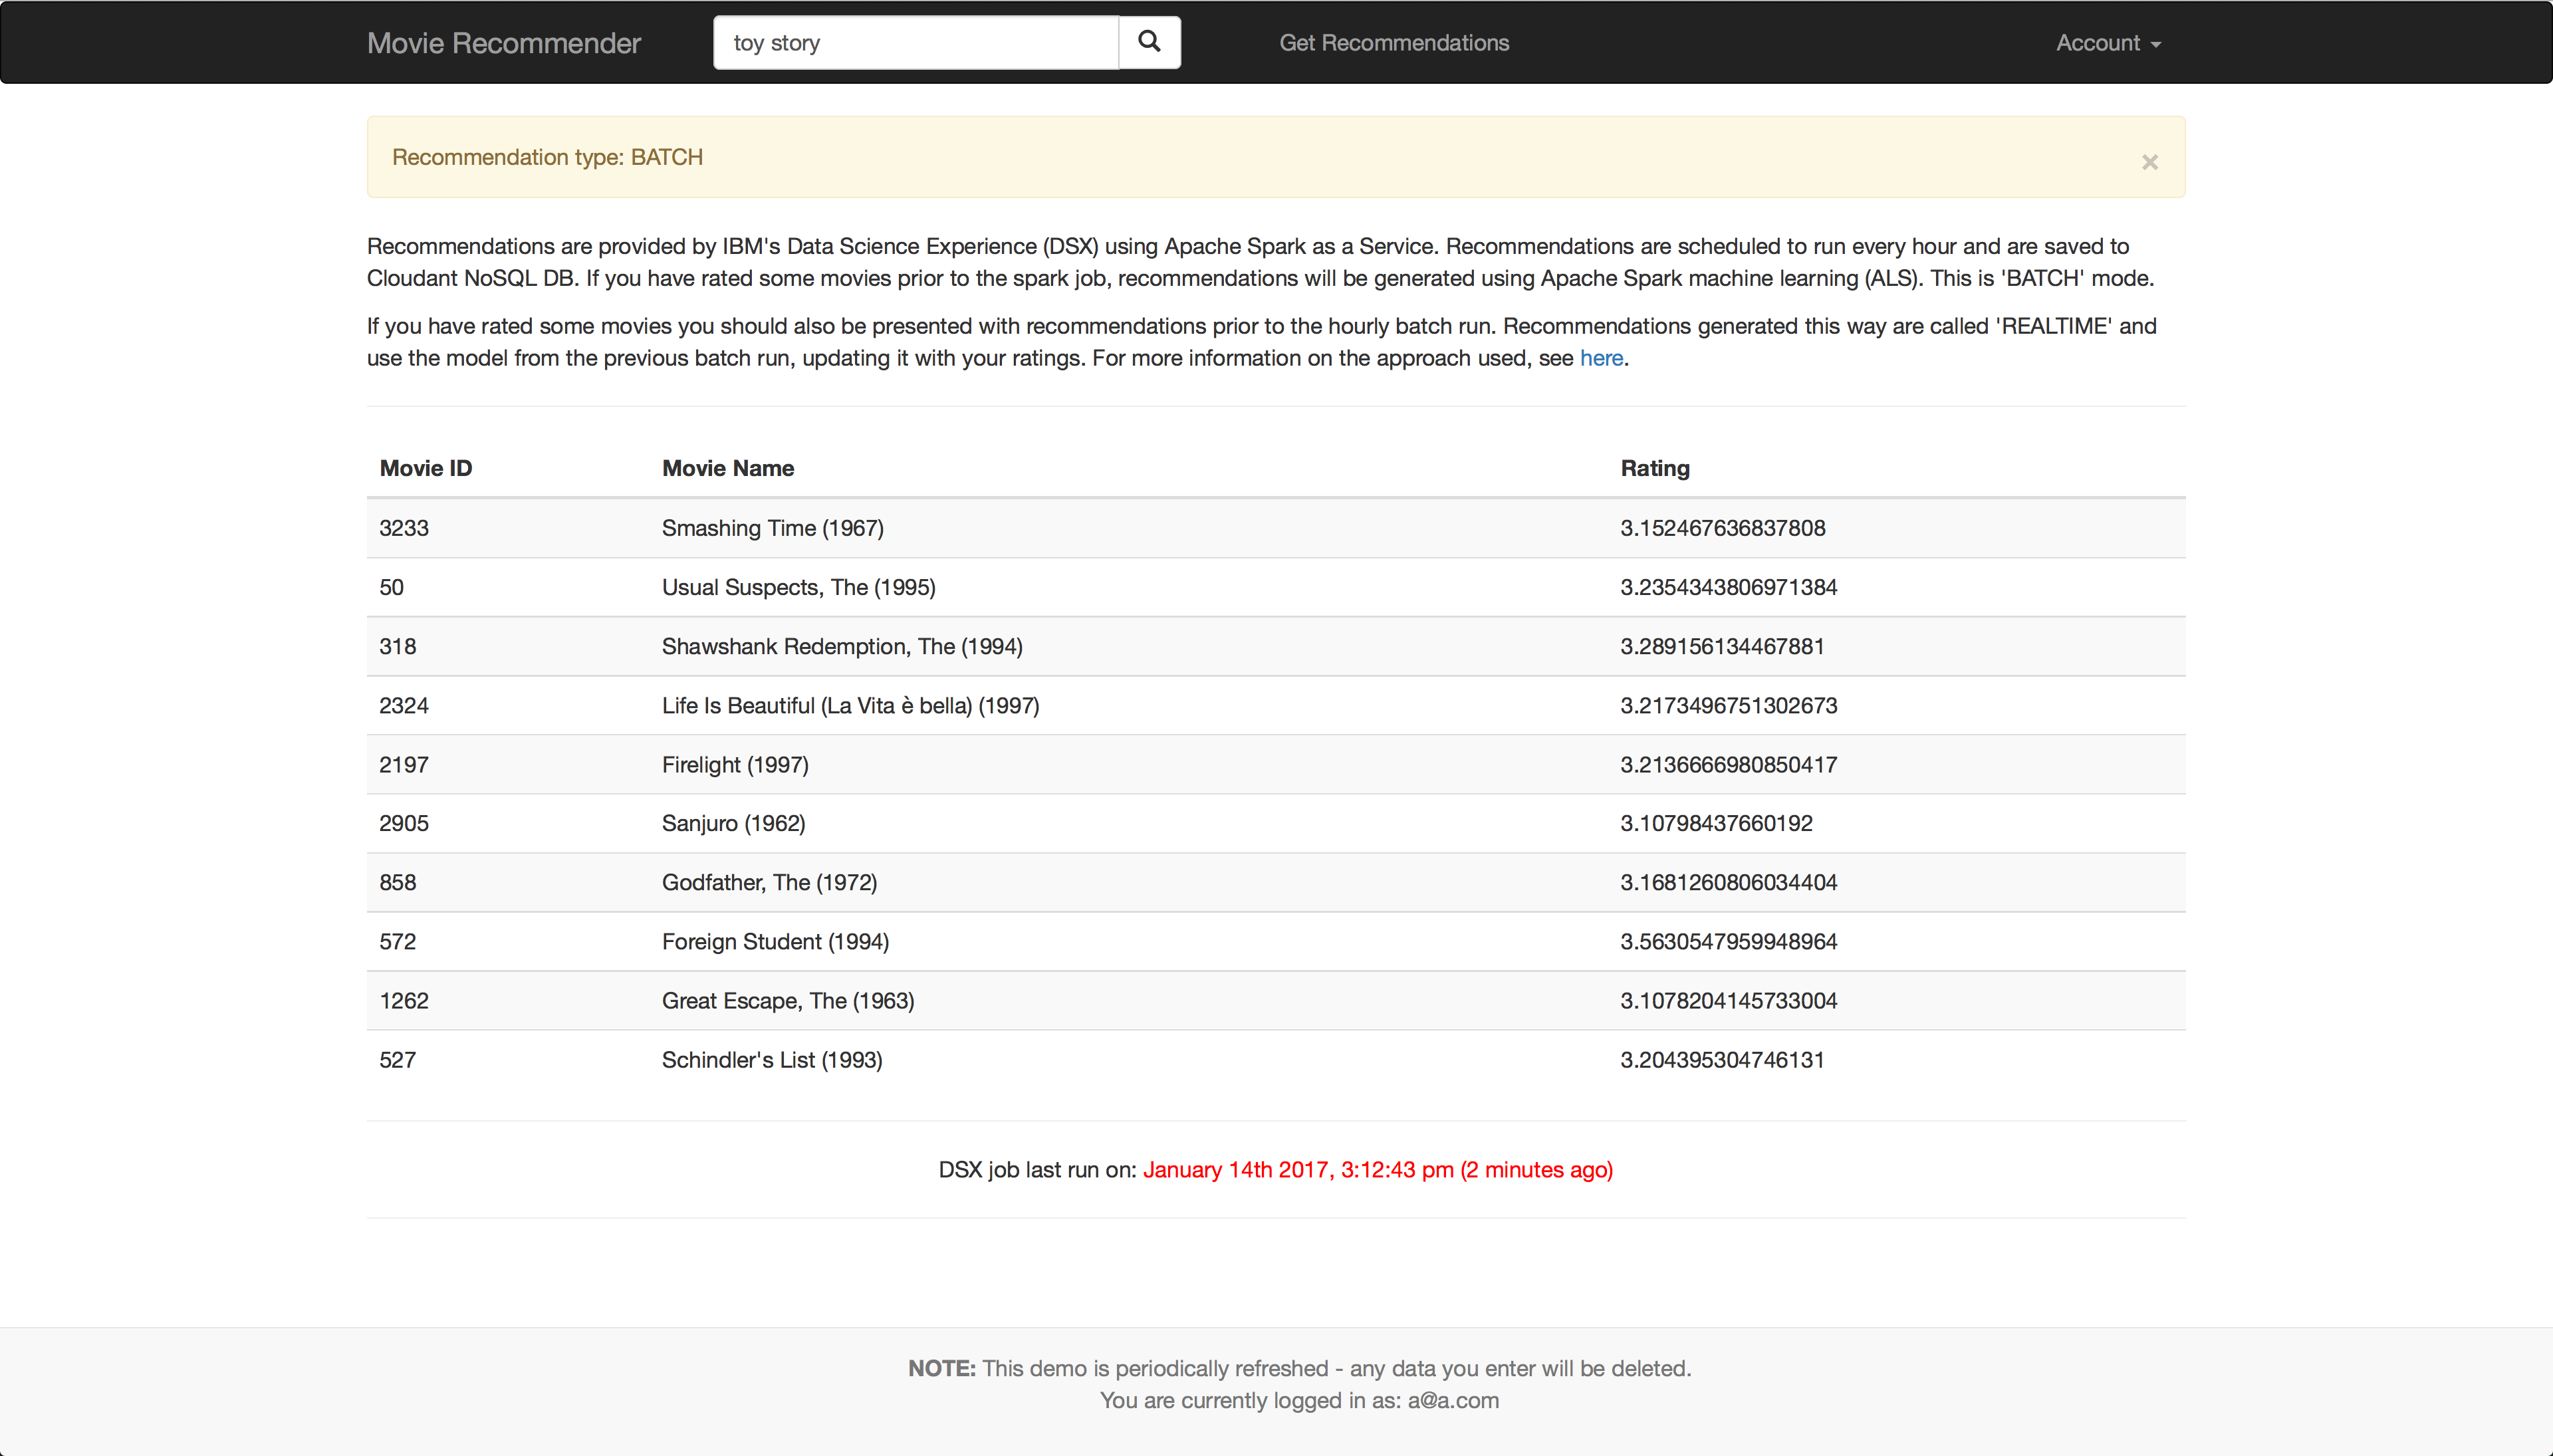 Movie Recommender
toy story
Get Recommendations
Account
Recommendation type: BATCH
×
Recommendations are provided by IBM's Data Science Experience (DSX) using Apache Spark as a Service. Recommendations are scheduled to run every hour and are saved to
Cloudant NoSQL DB. If you have rated some movies prior to the spark job, recommendations will be generated using Apache Spark machine learning (ALS). This is 'BATCH' mode.
If you have rated some movies you should also be presented with recommendations prior to the hourly batch run. Recommendations generated this way are called 'REALTIME' and
use the model from the previous batch run, updating it with your ratings. For more information on the approach used, see here.
Movie ID Movie Name Rating
3233 Smashing Time (1967) 3.152467636837808
50 Usual Suspects, The (1995) 3.2354343806971384
318 Shawshank Redemption, The (1994) 3.289156134467881
2324 Life Is Beautiful (La Vita è bella) (1997) 3.2173496751302673
2197 Firelight (1997) 3.2136666980850417
2905 Sanjuro (1962) 3.10798437660192
858 Godfather, The (1972) 3.1681260806034404
572 Foreign Student (1994) 3.5630547959948964
1262 Great Escape, The (1963) 3.1078204145733004
527 Schindler's List (1993) 3.204395304746131
DSX job last run on: January 14th 2017, 3:12:43 pm (2 minutes ago)
NOTE: This demo is periodically refreshed - any data you enter will be deleted.
You are currently logged in as: a@a.com